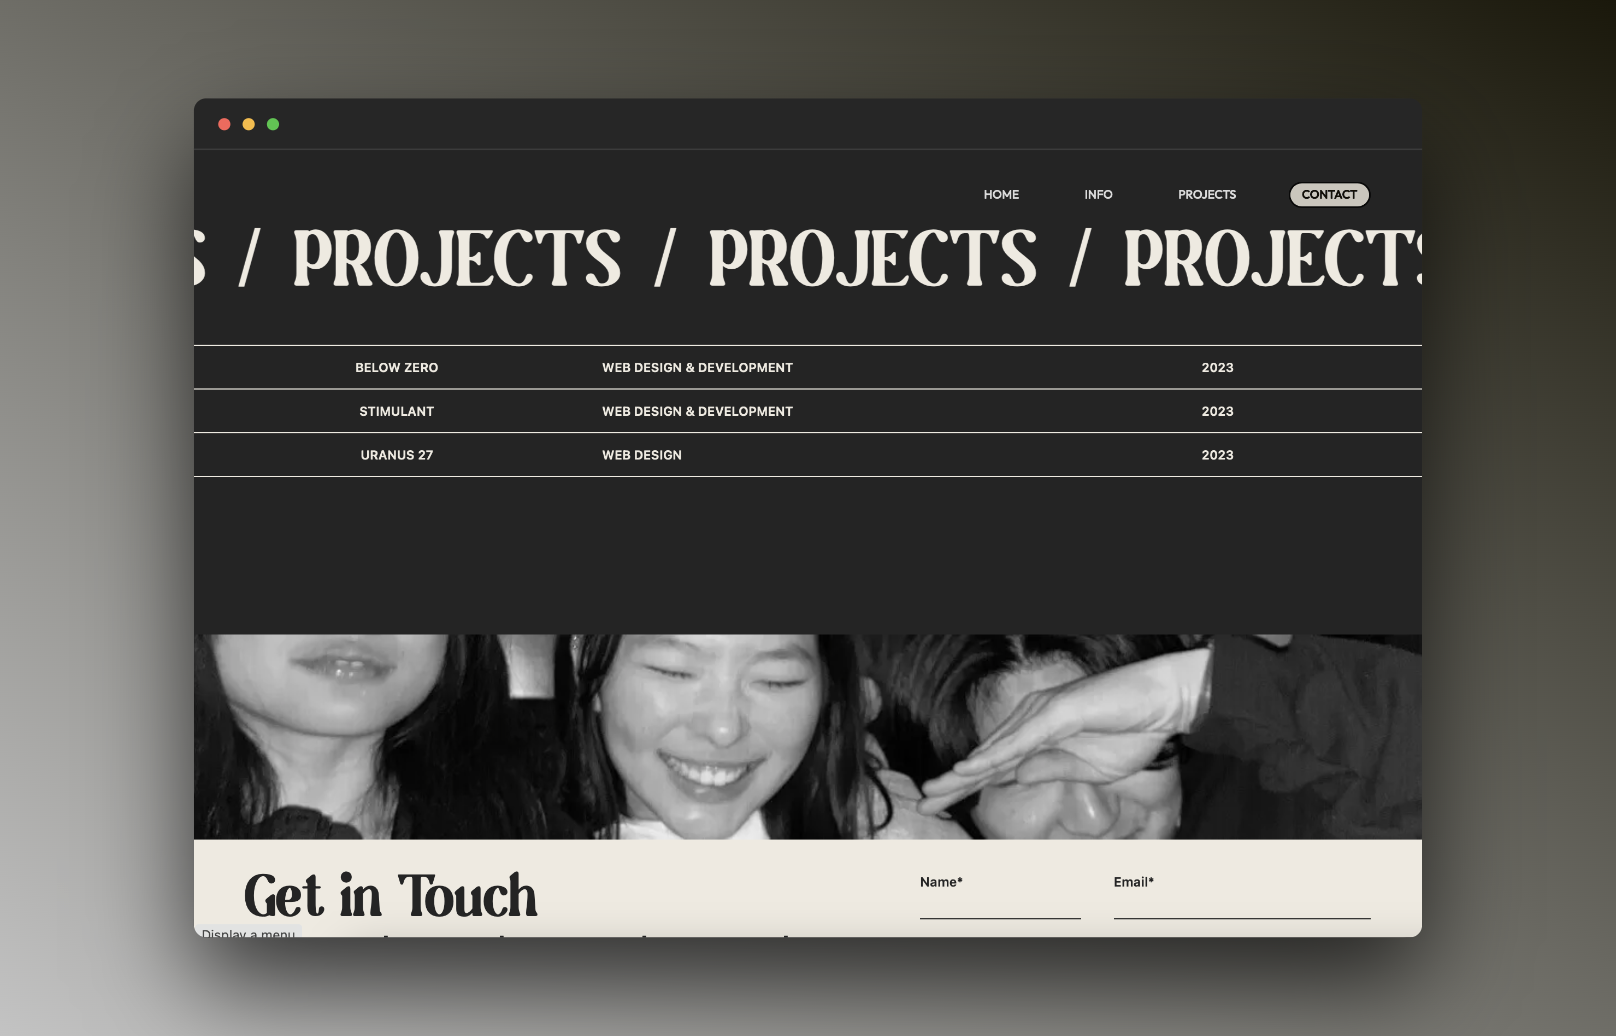 HOME INFO PROJECTS CONTACT
S / PROJECTS / PROJECTS / PROJECTS
BELOW ZERO WEB DESIGN & DEVELOPMENT 2023
STIMULANT WEB DESIGN & DEVELOPMENT 2023
URANUS 27 WEB DESIGN 2023
Get in Touch
Name* Email*
Display a menu